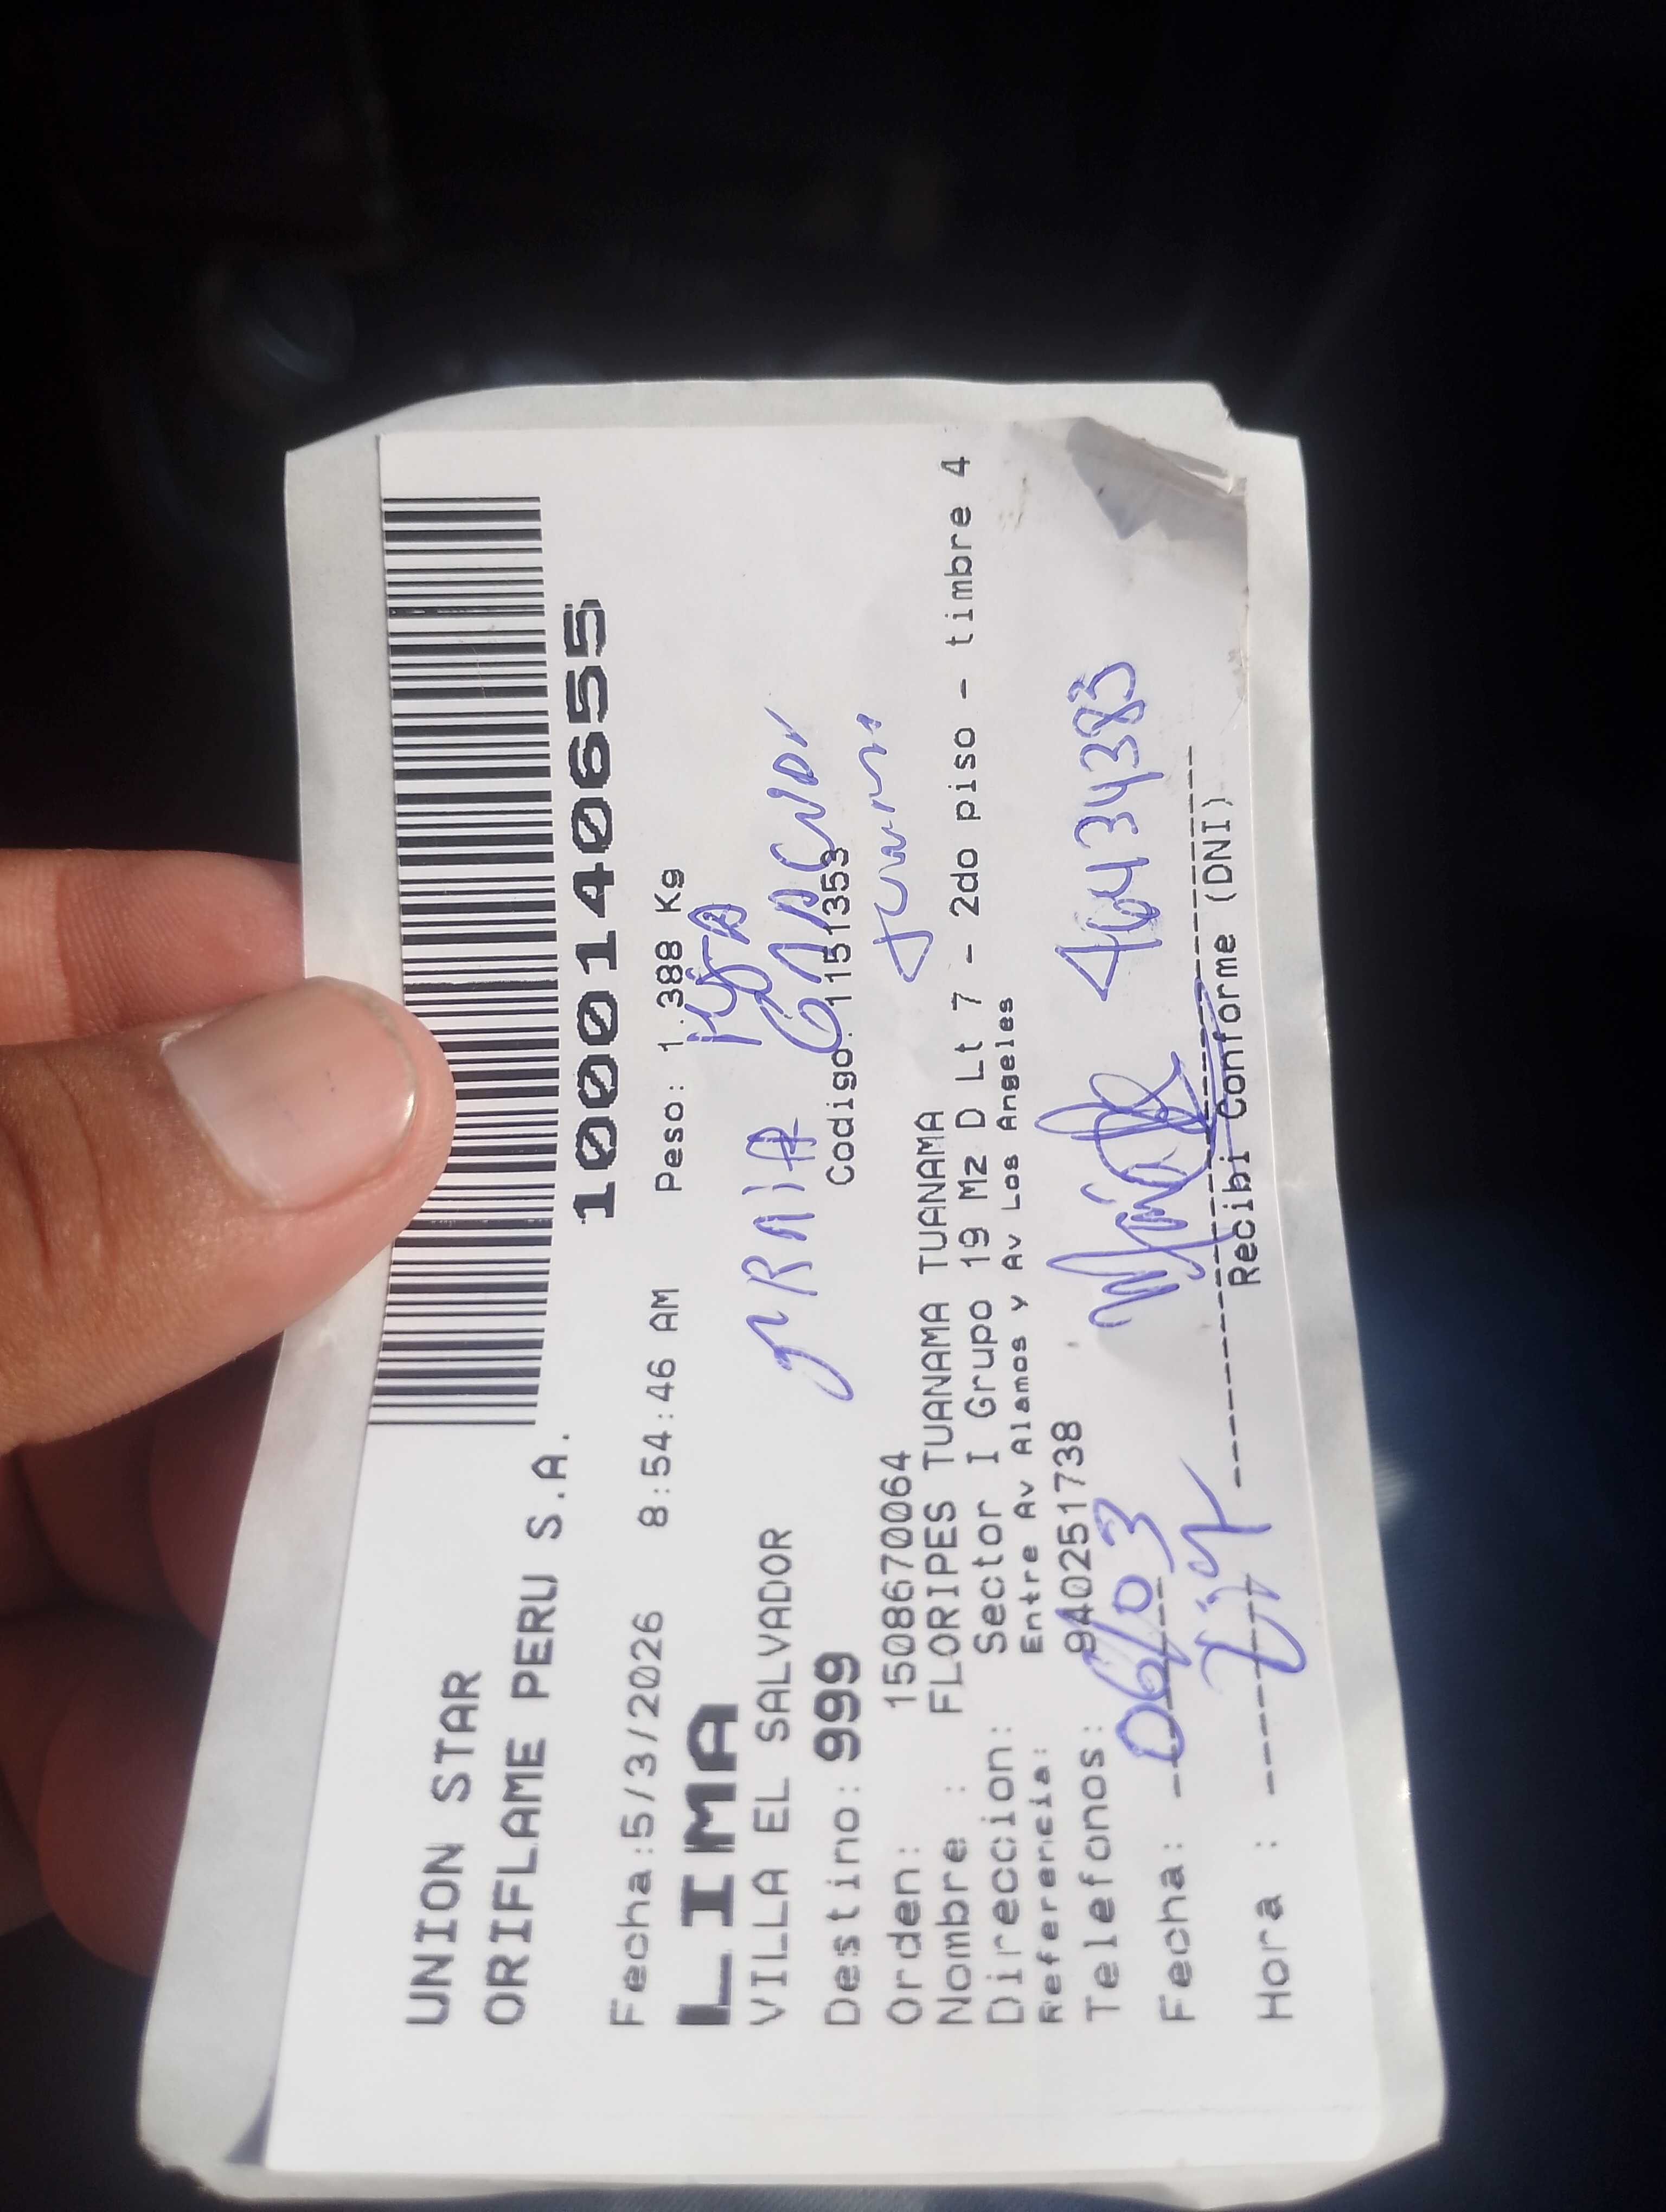 UNION STAR
ORIFLAME PERU S.A.
1000140655
Fecha:5/3/2026 8:54:46 AM Peso: 1.388 Kg
LIMA
VILLA EL SALVADOR
Destino: 999 Codigo:1151353
Orden: 1508670064
Nombre : FLORIPES TUANAMA TUANAMA TUANAMA
Direccion: Sector I Grupo 19 Mz D Lt 7 - 2do piso - timbre 4
Referencia: Entre Av Alamos y Av Los Angeles
Telefonos: 940251738
Fecha: 06/03
Hora :
Recibi Conforme (DNI)